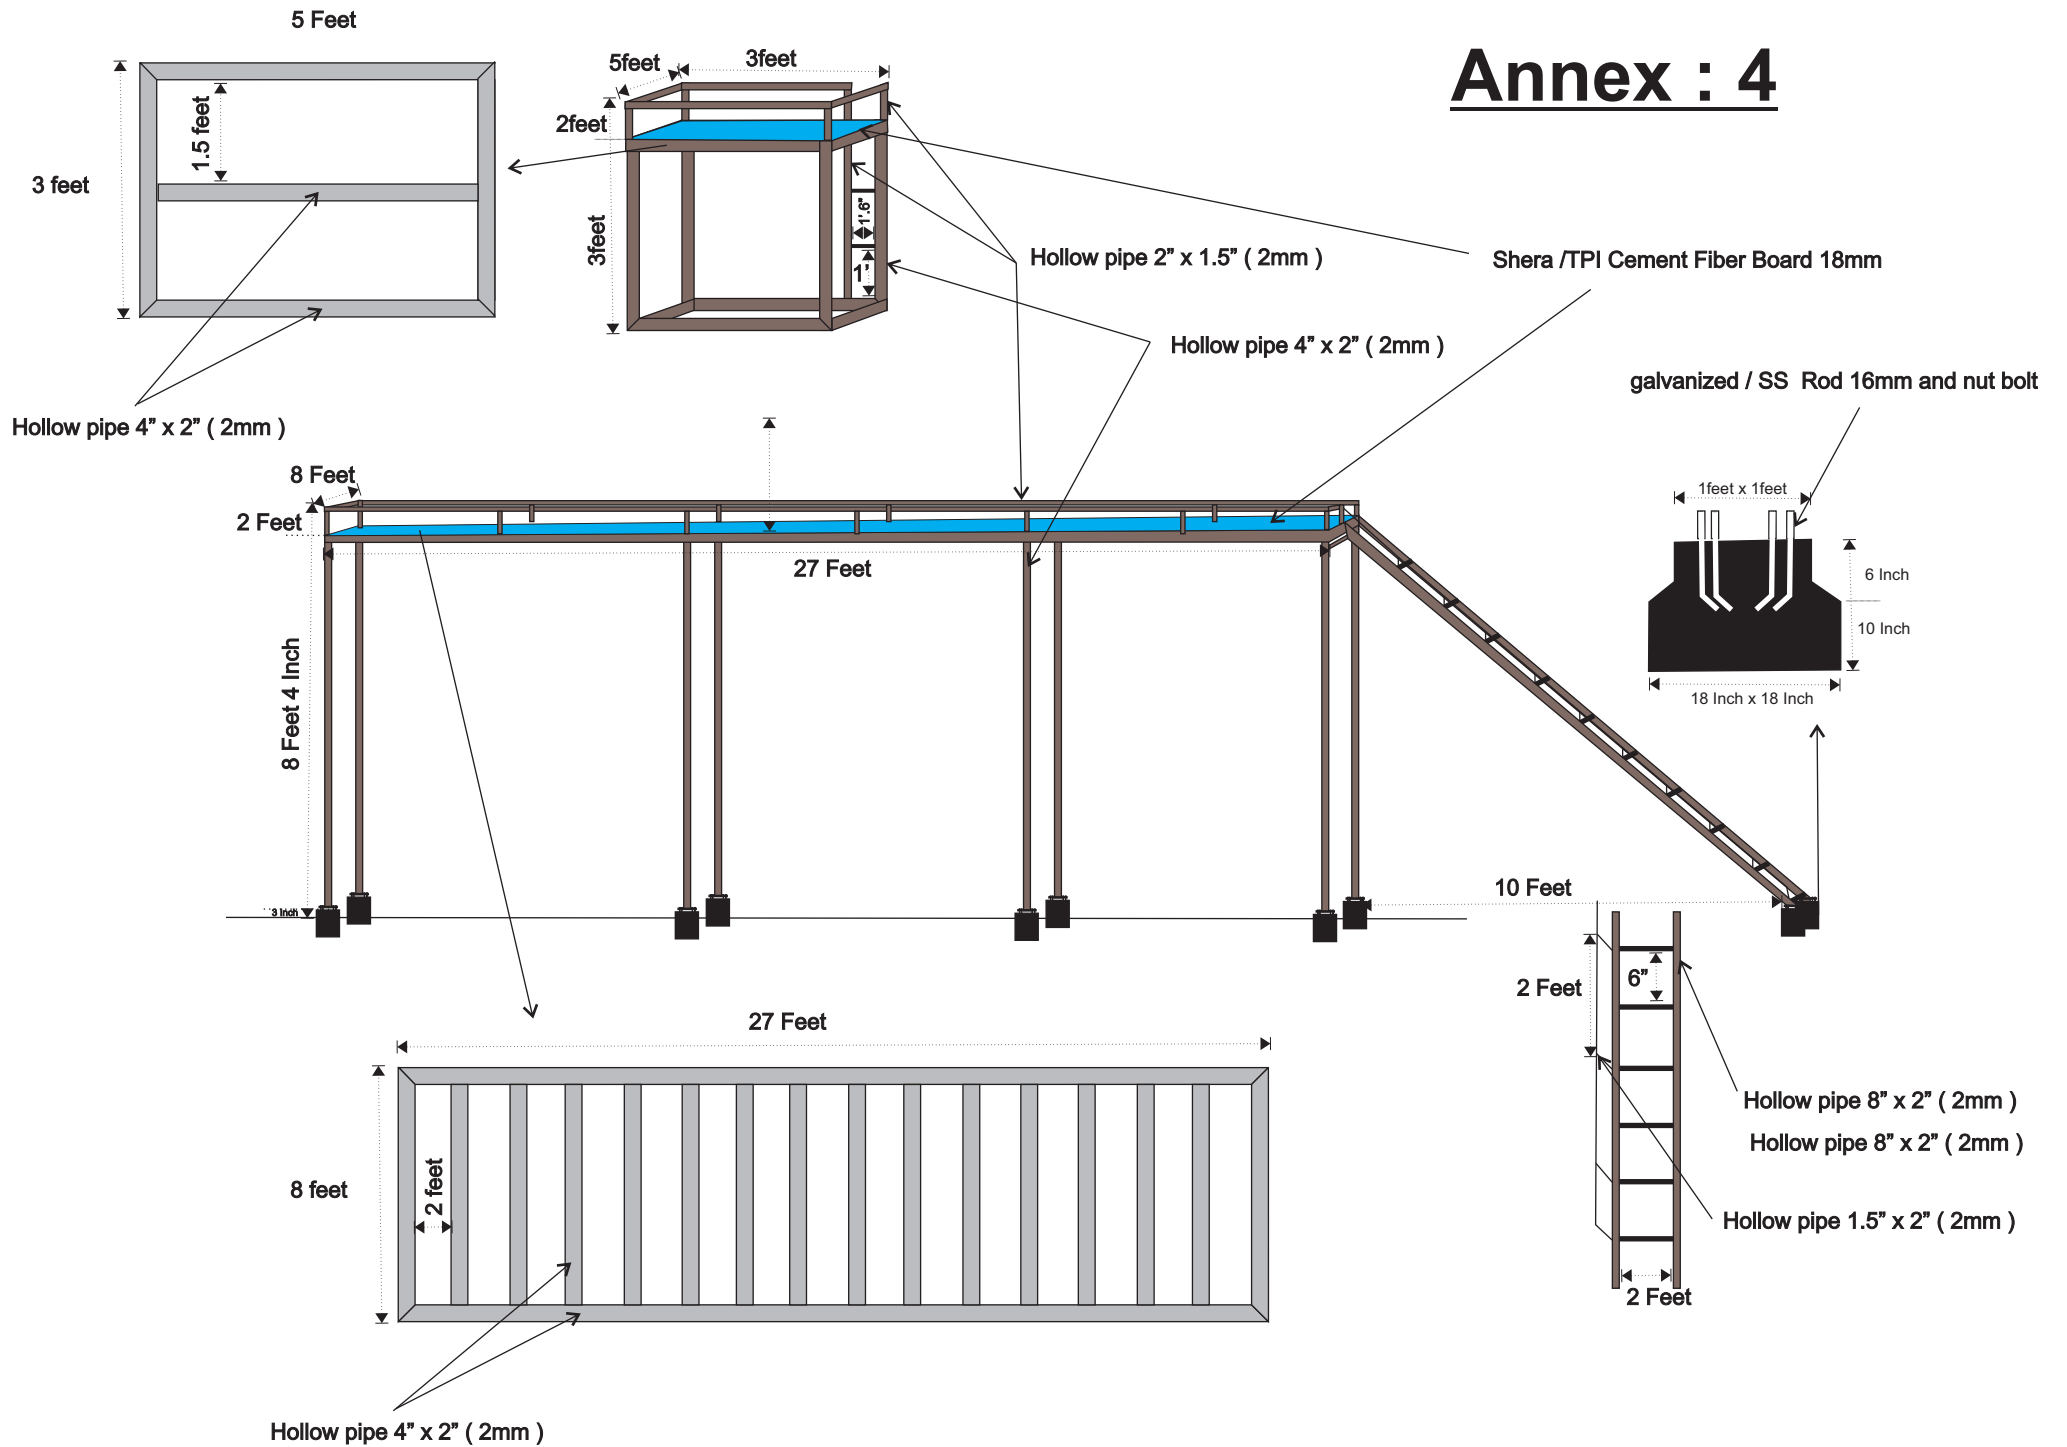 5 Feet
Annex : 4
5feet
3feet
1.5 feet
2feet
3 feet
1'.6"
3feet
1'
Hollow pipe 2” x 1.5” ( 2mm )
Shera /TPI Cement Fiber Board 18mm
Hollow pipe 4” x 2” ( 2mm )
galvanized / SS Rod 16mm and nut bolt
Hollow pipe 4” x 2” ( 2mm )
8 Feet
1feet x 1feet
2 Feet
27 Feet
6 Inch
10 Inch
8 Feet 4 Inch
18 Inch x 18 Inch
10 Feet
3 Inch
6”
2 Feet
27 Feet
Hollow pipe 8” x 2” ( 2mm )
Hollow pipe 8” x 2” ( 2mm )
8 feet
2 feet
Hollow pipe 1.5” x 2” ( 2mm )
2 Feet
Hollow pipe 4” x 2” ( 2mm )